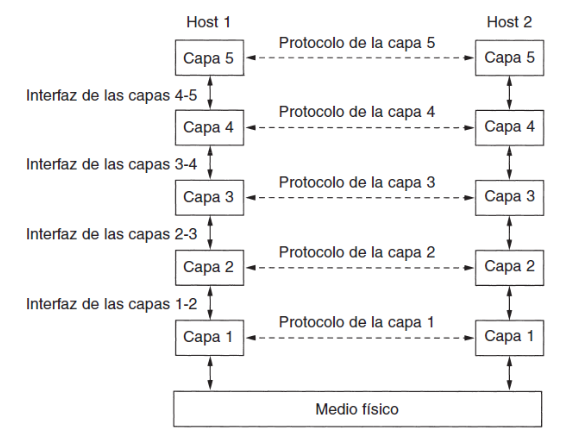 Host 1
Host 2
Capa 5
Protocolo de la capa 5
Capa 5
Interfaz de las capas 4-5
Capa 4
Protocolo de la capa 4
Capa 4
Interfaz de las capas 3-4
Capa 3
Protocolo de la capa 3
Capa 3
Interfaz de las capas 2-3
Capa 2
Protocolo de la capa 2
Capa 2
Interfaz de las capas 1-2
Capa 1
Protocolo de la capa 1
Capa 1
Medio físico